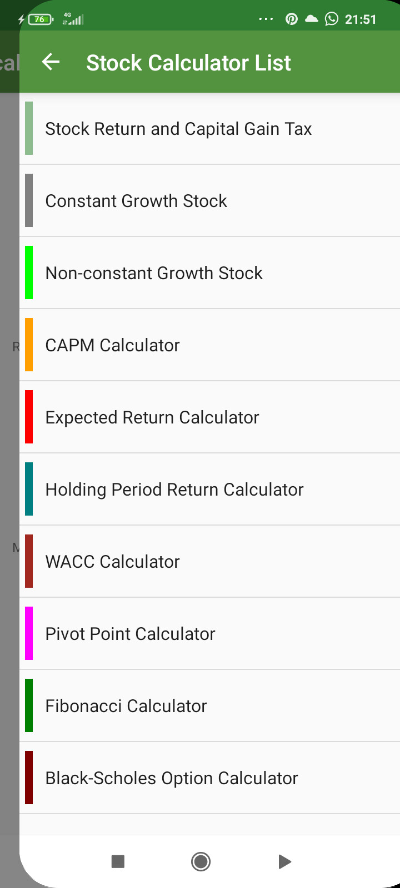 76
4G
21:51
Stock Calculator List
Stock Return and Capital Gain Tax
Constant Growth Stock
Non-constant Growth Stock
CAPM Calculator
Expected Return Calculator
Holding Period Return Calculator
WACC Calculator
Pivot Point Calculator
Fibonacci Calculator
Black-Scholes Option Calculator